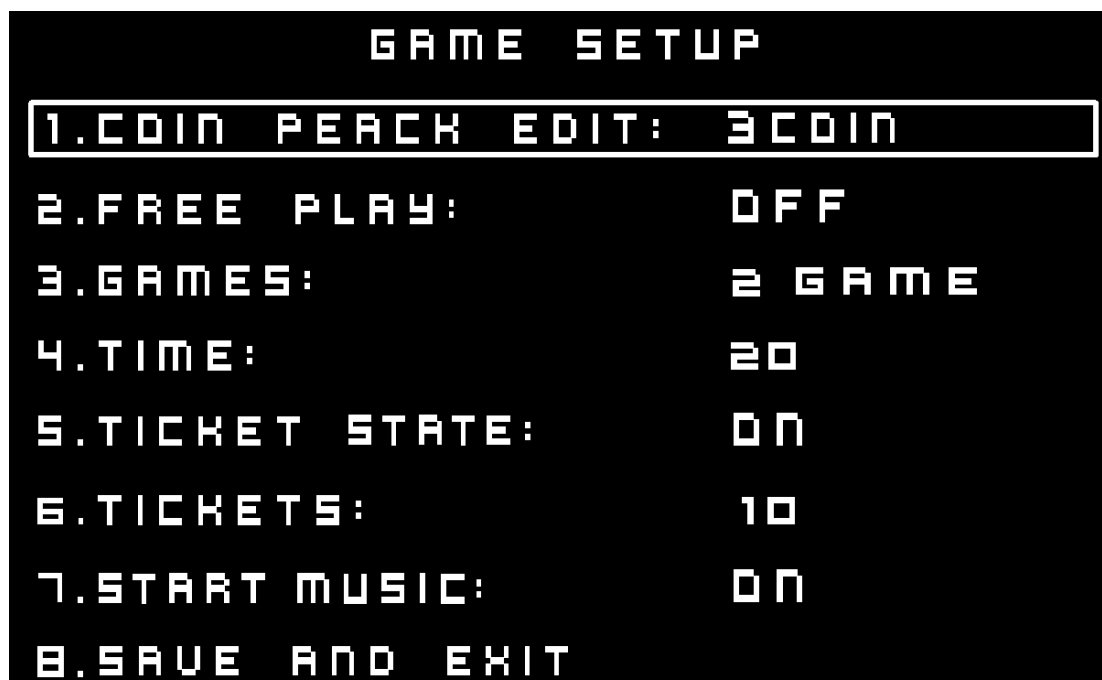 GAME SETUP
1.COIN PERCK EDIT: 3COIN
2.FREE PLAY: OFF
3.GAMES: 2 GAME
4.TIME: 20
5.TICKET STATE: ON
6.TICKETS: 10
7.START MUSIC: ON
8.SAVE AND EXIT